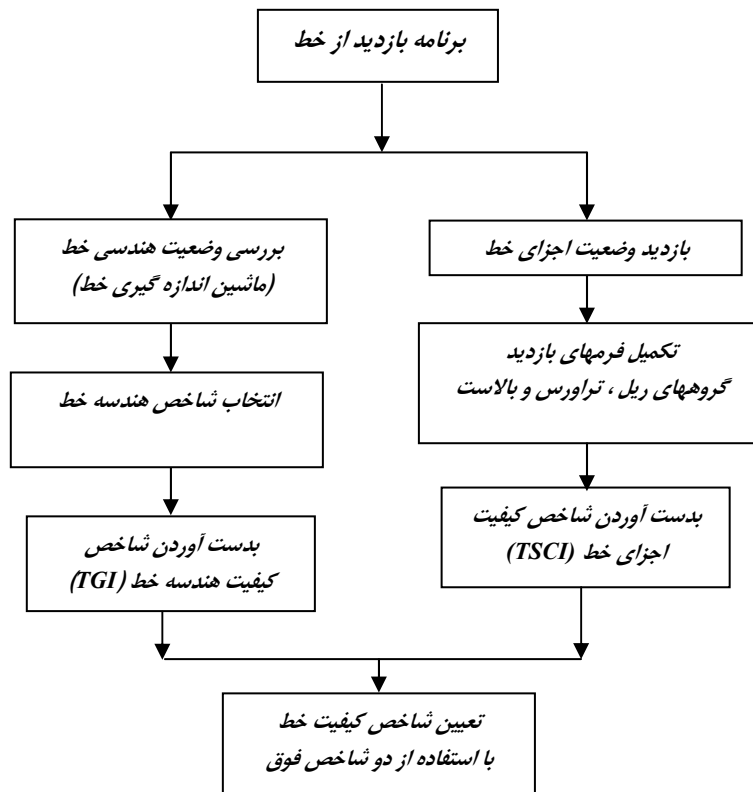 برنامه بازدید از خط
بازدید وضعیت اجزای خط
بررسی وضعیت هندسی خط
(ماشین اندازه گیری خط)
تکمیل فرمهای بازدید
گروههای ریل ، تراورس و بالاست
انتخاب شاخص هندسه خط
بدست آوردن شاخص کیفیت
اجزای خط (TSCI)
بدست آوردن شاخص
کیفیت هندسه خط (TGI)
تعیین شاخص کیفیت خط
با استفاده از دو شاخص فوق